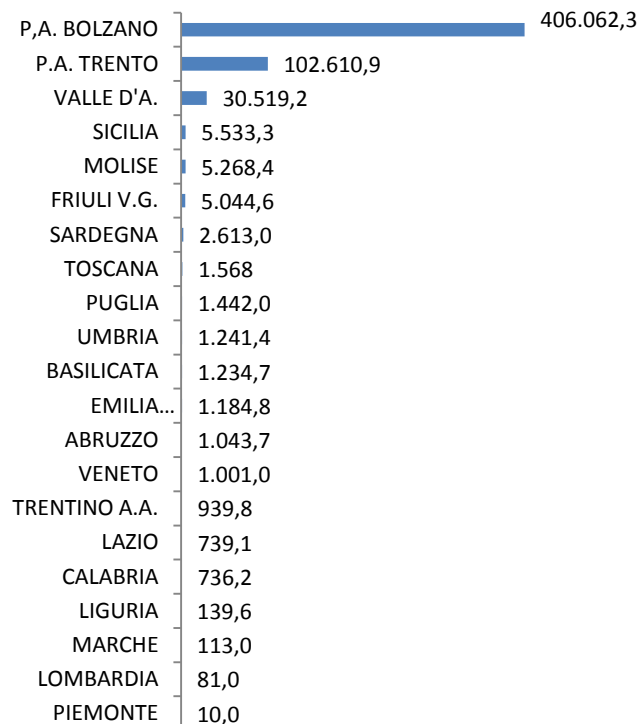 P,A. BOLZANO 406.062,3
P.A. TRENTO 102.610,9
VALLE D'A. 30.519,2
SICILIA 5.533,3
MOLISE 5.268,4
FRIULI V.G. 5.044,6
SARDEGNA 2.613,0
TOSCANA 1.568
PUGLIA 1.442,0
UMBRIA 1.241,4
BASILICATA 1.234,7
EMILIA... 1.184,8
ABRUZZO 1.043,7
VENETO 1.001,0
TRENTINO A.A. 939,8
LAZIO 739,1
CALABRIA 736,2
LIGURIA 139,6
MARCHE 113,0
LOMBARDIA 81,0
PIEMONTE 10,0